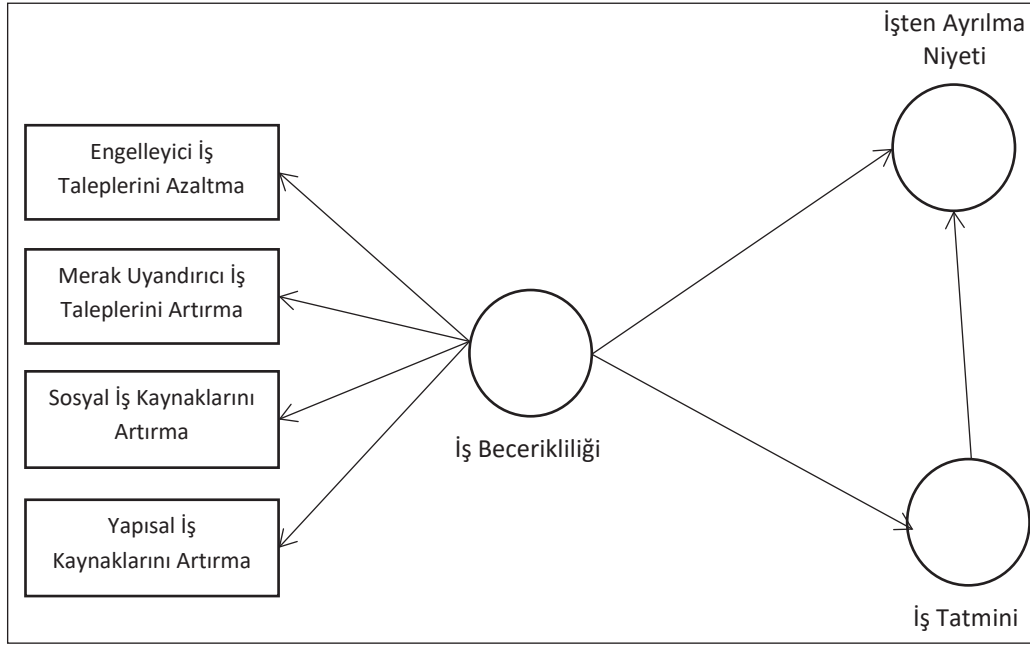 İşten Ayrılma
Niyeti
Engelleyici İş
Taleplerini Azaltma
Merak Uyandırıcı İş
Taleplerini Artırma
Sosyal İş Kaynaklarını
Artırma
Yapısal İş
Kaynaklarını Artırma
İş Becerikliliği
İş Tatmini